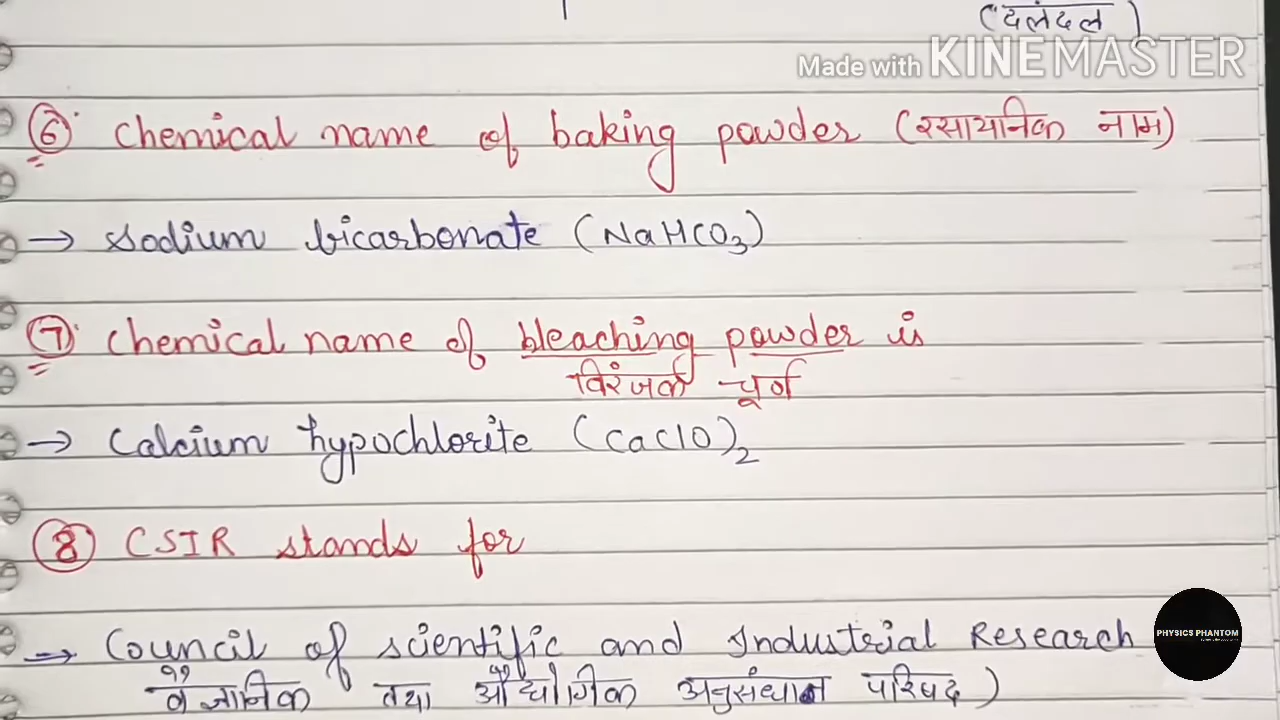 (दलदल)
Made with KINEMASTER
⑥ Chemical name of baking powder (रसायनिक नाम)
→ Sodium bicarbonate (NaHCO₃)
⑦ Chemical name of bleaching powder is
विरंजक चूर्ण
→ Calcium hypochlorite (CaClO)₂
⑧ CSIR stands for
→ Council of scientific and Industrial Research
PHYSICS PHANTOM
वैज्ञानिक तथा औद्योगिक अनुसंधान परिषद)